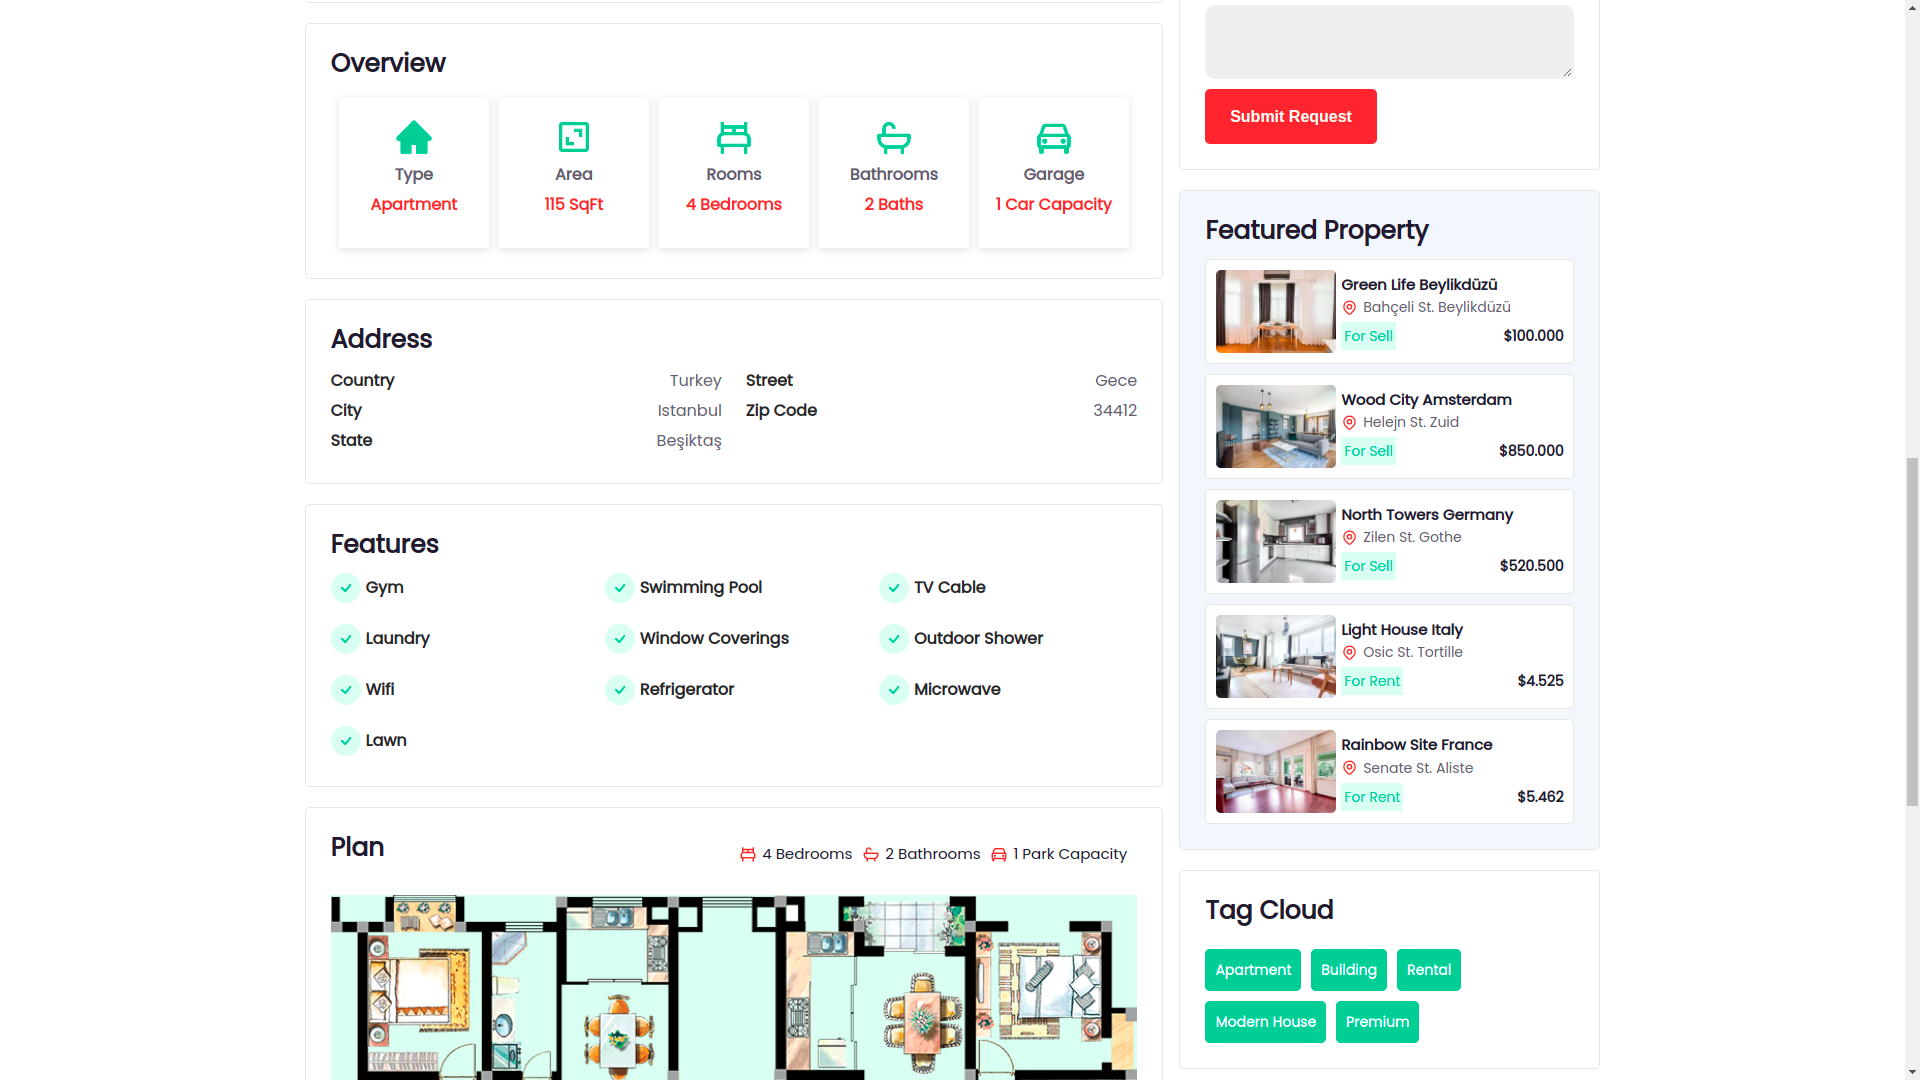 Overview
Type
Apartment
Area
115 SqFt
Rooms
4 Bedrooms
Bathrooms
2 Baths
Garage
1 Car Capacity
Address
Country Turkey
City Istanbul
State Beşiktaş
Street Gece
Zip Code 34412
Features
Gym
Swimming Pool
TV Cable
Laundry
Window Coverings
Outdoor Shower
Wifi
Refrigerator
Microwave
Lawn
Plan
4 Bedrooms 2 Bathrooms 1 Park Capacity
Submit Request
Featured Property
Green Life Beylikdüzü
Bahçeli St. Beylikdüzü
For Sell $100.000
Wood City Amsterdam
Helejn St. Zuid
For Sell $850.000
North Towers Germany
Zilen St. Gothe
For Sell $520.500
Light House Italy
Osic St. Tortille
For Rent $4.525
Rainbow Site France
Senate St. Aliste
For Rent $5.462
Tag Cloud
Apartment Building Rental
Modern House Premium